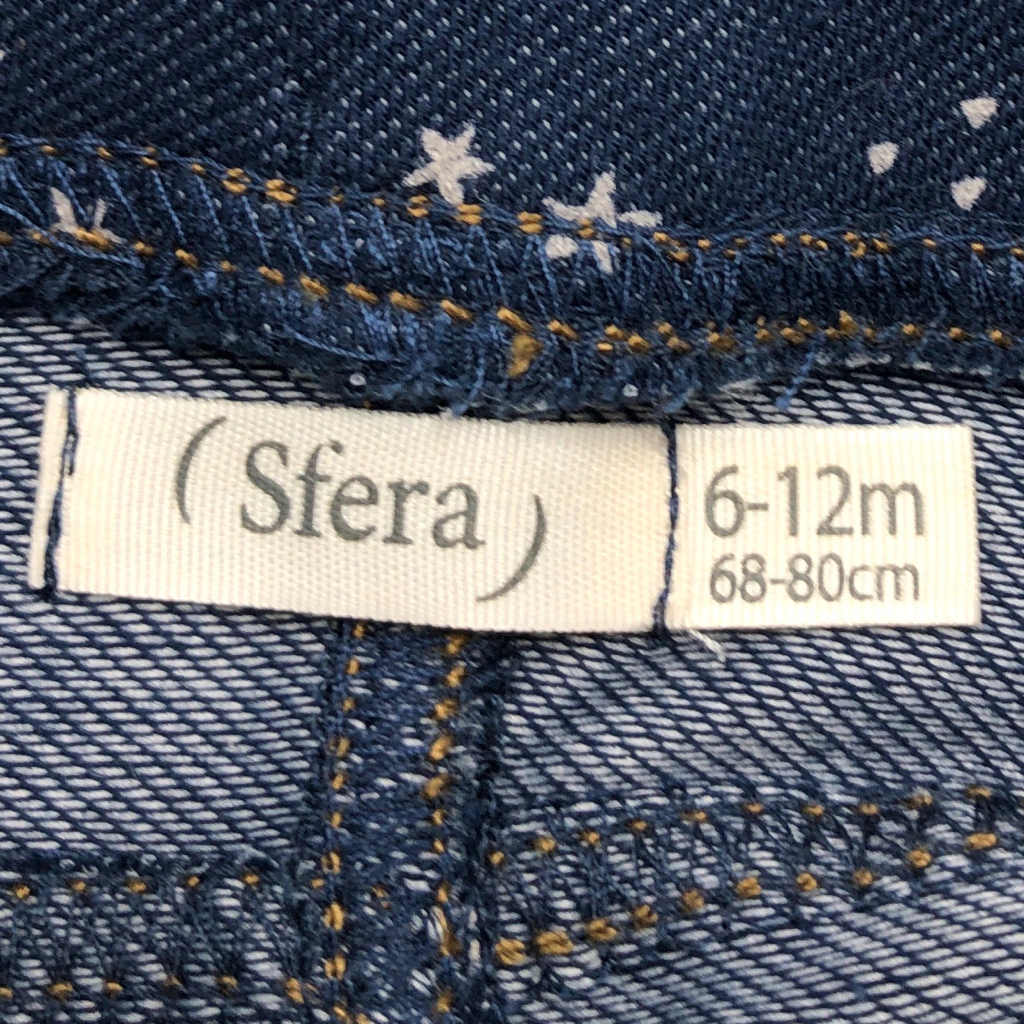 ( Sfera )
6-12m
68-80cm